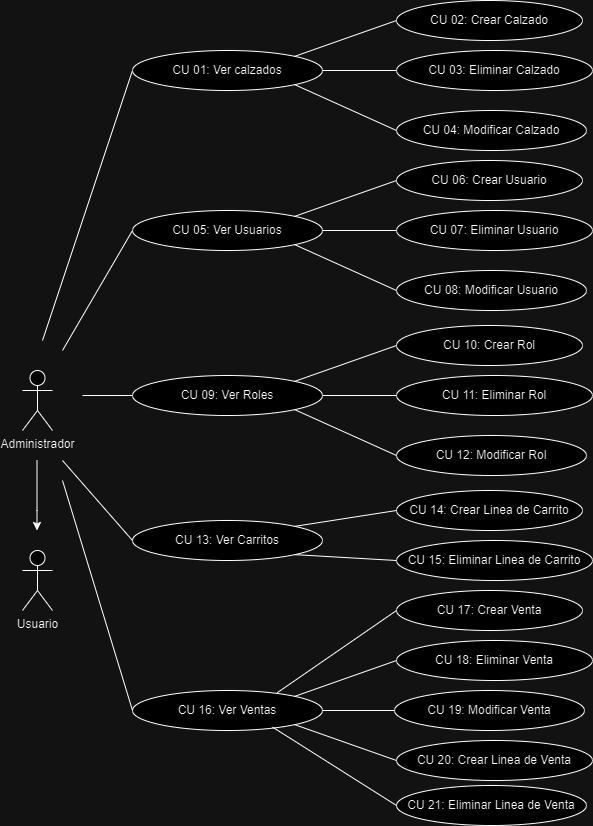 CU 02: Crear Calzado
CU 01: Ver calzados
CU 03: Eliminar Calzado
CU 04: Modificar Calzado
CU 06: Crear Usuario
CU 05: Ver Usuarios
CU 07: Eliminar Usuario
CU 08: Modificar Usuario
CU 10: Crear Rol
CU 09: Ver Roles
CU 11: Eliminar Rol
Administrador
CU 12: Modificar Rol
CU 14: Crear Linea de Carrito
CU 13: Ver Carritos
CU 15: Eliminar Linea de Carrito
Usuario
CU 17: Crear Venta
CU 18: Eliminar Venta
CU 16: Ver Ventas
CU 19: Modificar Venta
CU 20: Crear Linea de Venta
CU 21: Eliminar Linea de Venta